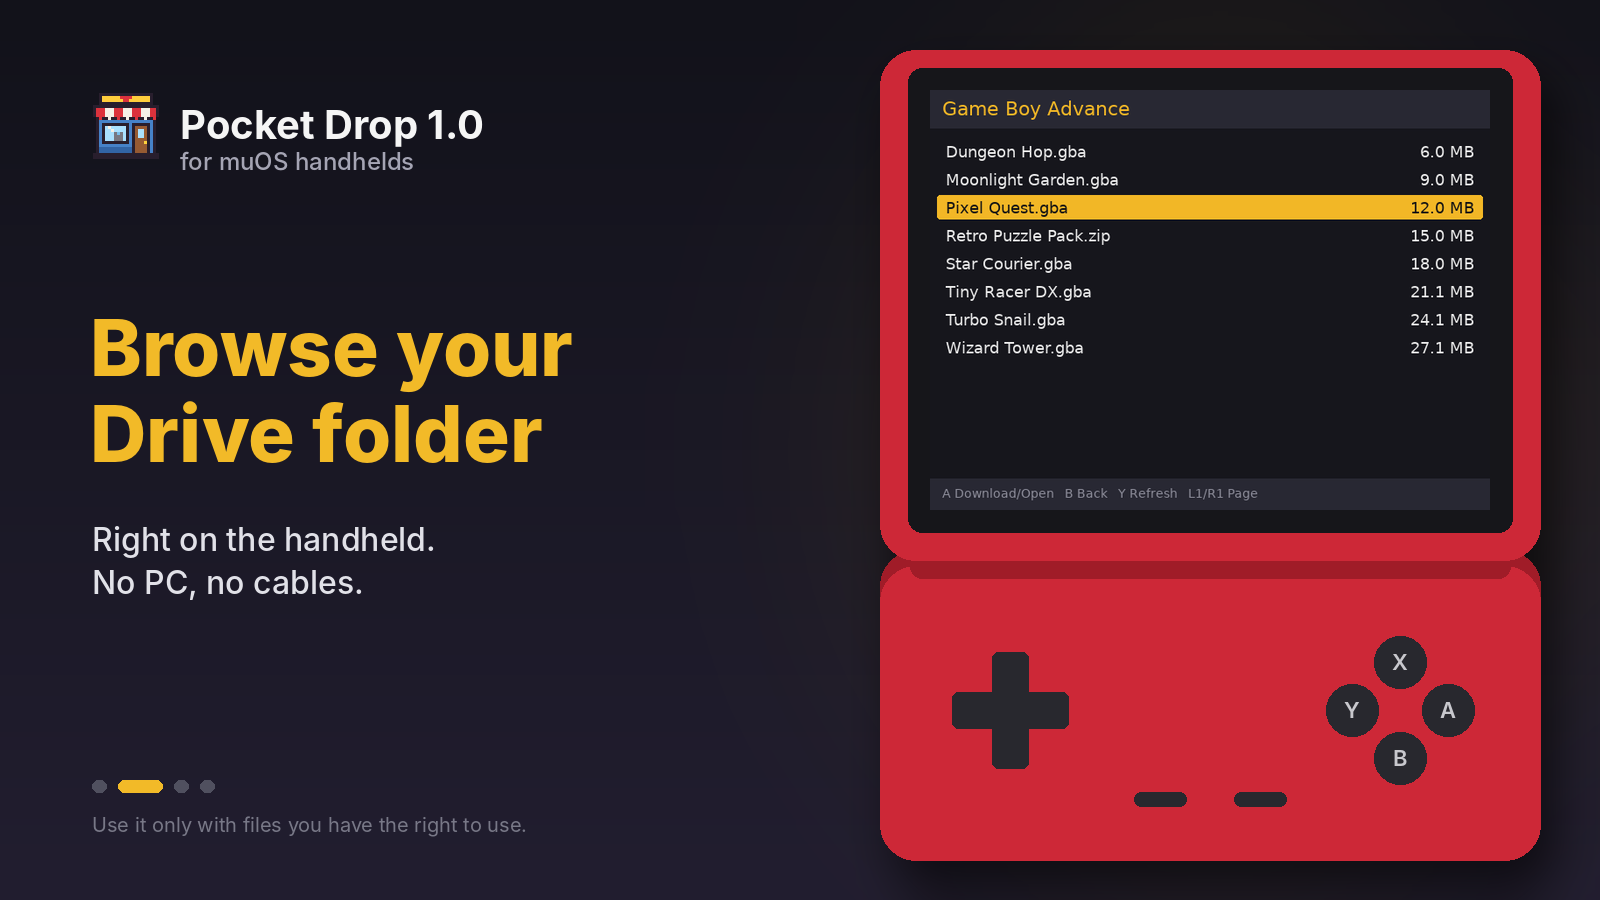 Pocket Drop 1.0
for muOS handhelds
Browse your
Drive folder
Right on the handheld.
No PC, no cables.
Use it only with files you have the right to use.
Game Boy Advance
Dungeon Hop.gba 6.0 MB
Moonlight Garden.gba 9.0 MB
Pixel Quest.gba 12.0 MB
Retro Puzzle Pack.zip 15.0 MB
Star Courier.gba 18.0 MB
Tiny Racer DX.gba 21.1 MB
Turbo Snail.gba 24.1 MB
Wizard Tower.gba 27.1 MB
A Download/Open B Back Y Refresh L1/R1 Page
X
Y A
B